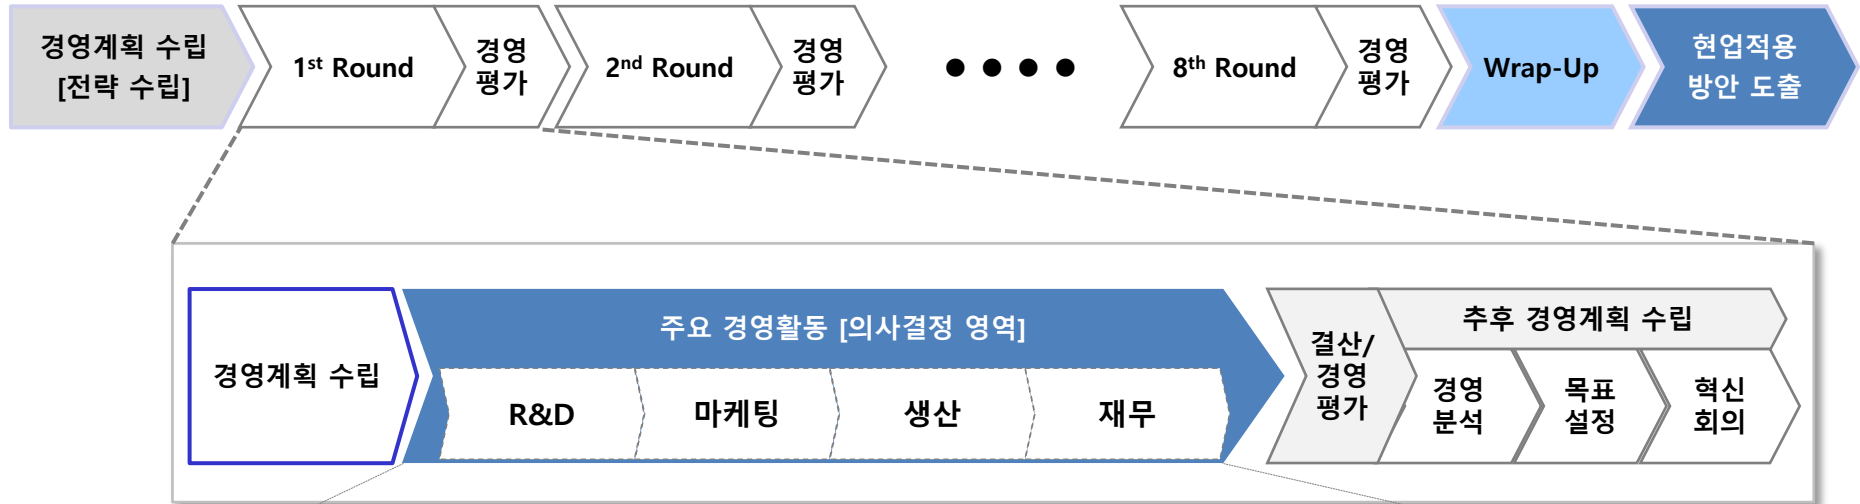 경영계획 수립
[전략 수립]
1st Round
경영
평가
2nd Round
경영
평가
8th Round
경영
평가
Wrap-Up
현업적용
방안 도출
경영계획 수립
주요 경영활동 [의사결정 영역]
R&D
마케팅
생산
재무
결산/
경영
평가
추후 경영계획 수립
경영
분석
목표
설정
혁신
회의